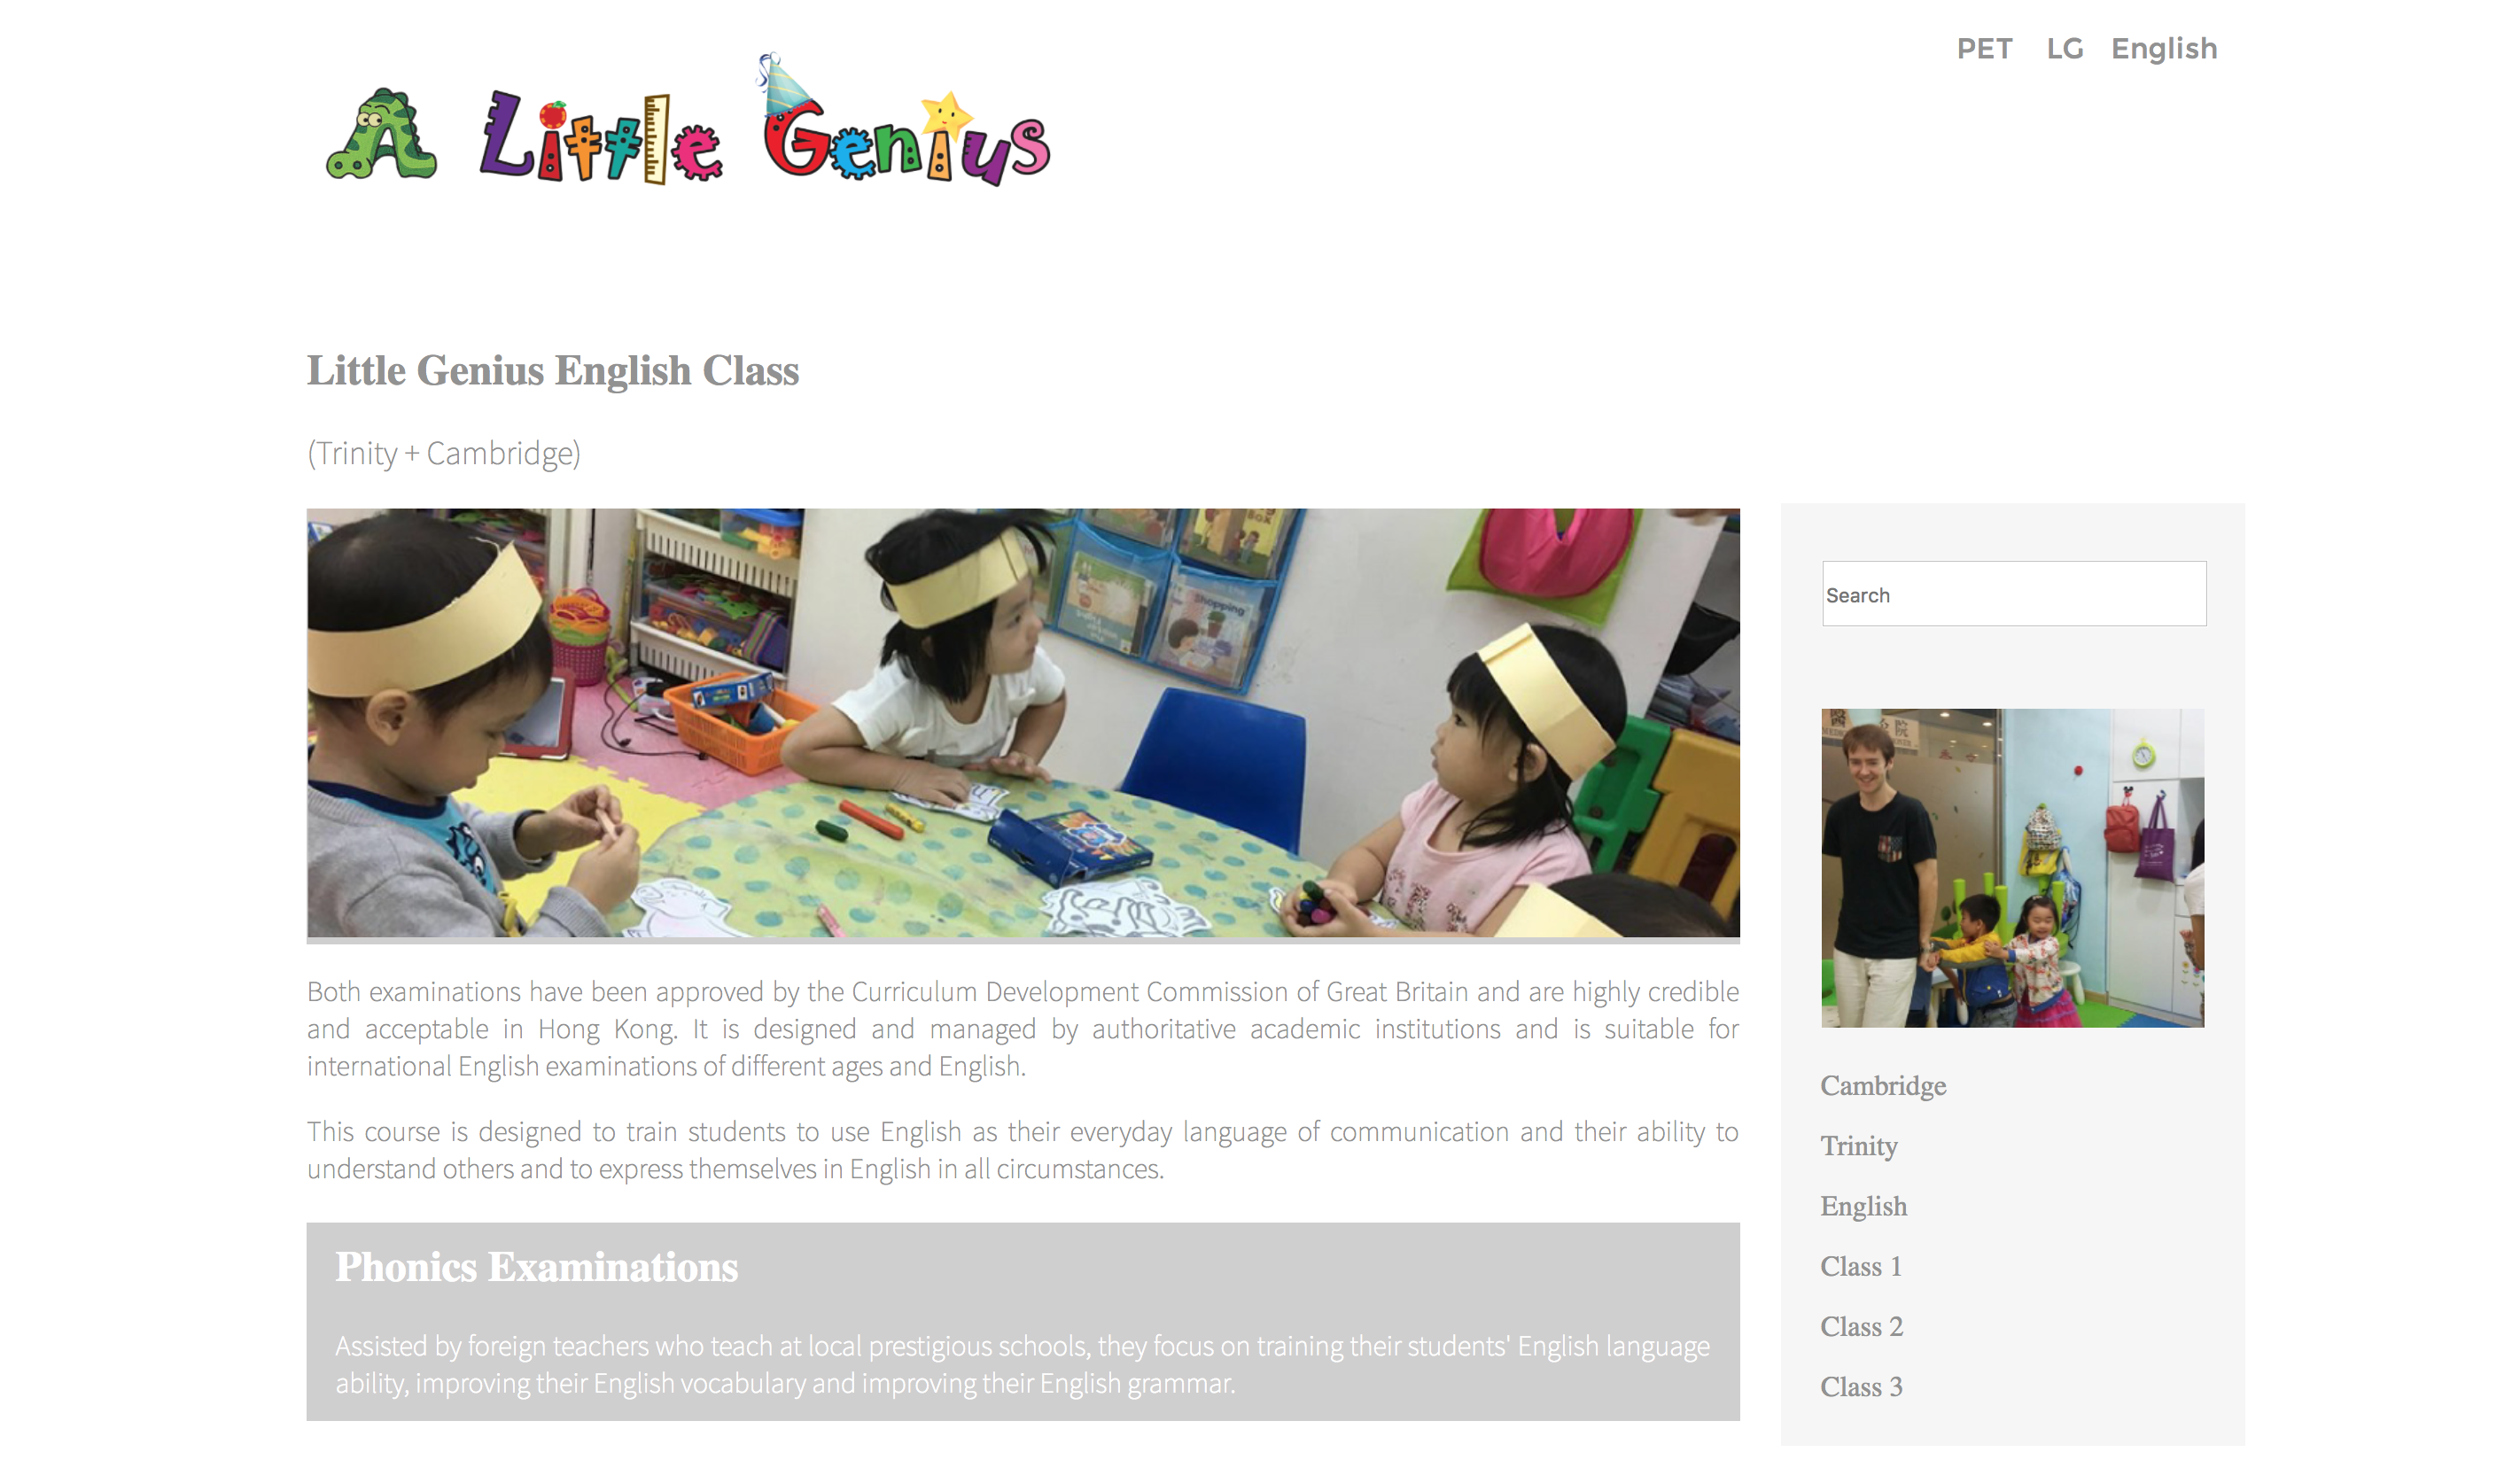 PET LG English
A Little Genius
Little Genius English Class
(Trinity + Cambridge)
Search
Shopping
Both examinations have been approved by the Curriculum Development Commission of Great Britain and are highly credible
and acceptable in Hong Kong. It is designed and managed by authoritative academic institutions and is suitable for
international English examinations of different ages and English.
This course is designed to train students to use English as their everyday language of communication and their ability to
understand others and to express themselves in English in all circumstances.
Phonics Examinations
Assisted by foreign teachers who teach at local prestigious schools, they focus on training their students' English language
ability, improving their English vocabulary and improving their English grammar.
Cambridge
Trinity
English
Class 1
Class 2
Class 3